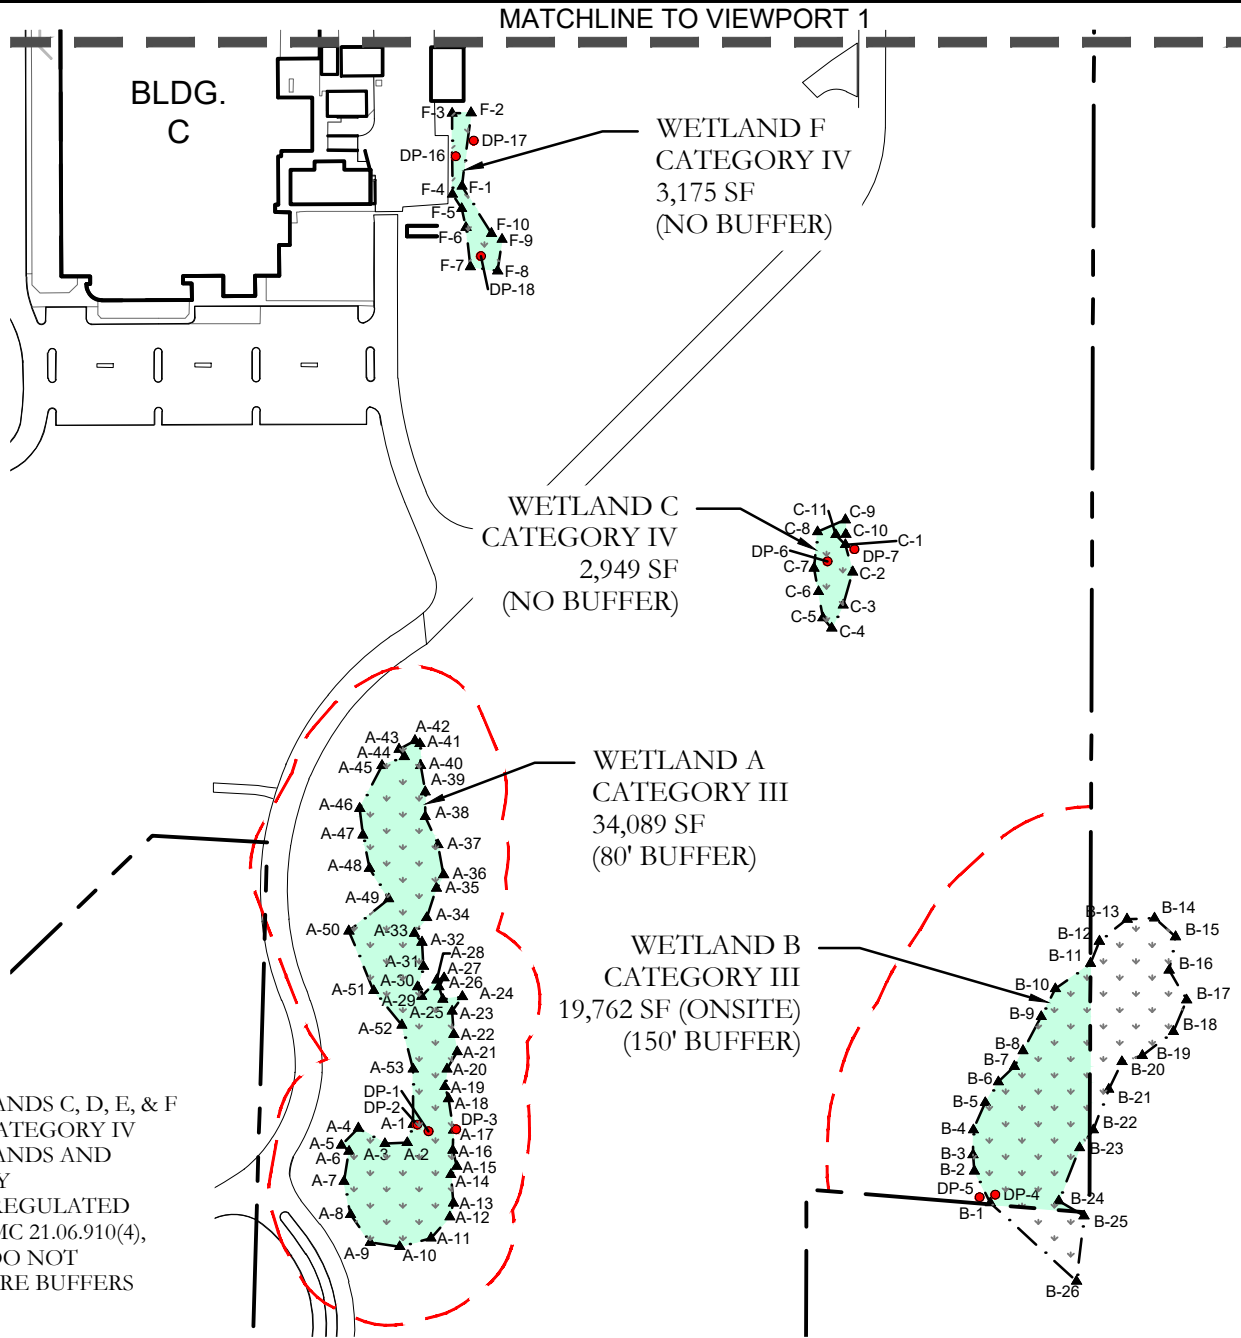 MATCHLINE TO VIEWPORT 1
BLDG.
C
F-3
F-2
DP-17
DP-16
F-1
F-4
F-5
F-6
F-10
F-9
F-7
F-8
DP-18
WETLAND F
CATEGORY IV
3,175 SF
(NO BUFFER)
WETLAND C
CATEGORY IV
2,949 SF
(NO BUFFER)
C-11
C-9
C-8
C-10
C-1
DP-6
DP-7
C-7
C-2
C-6
C-3
C-5
C-4
A-42
A-43
A-41
A-44
A-45
A-40
A-39
A-46
A-38
A-47
A-37
A-48
A-36
A-35
A-49
A-34
A-50
A-33
A-32
A-28
A-31
A-27
A-30
A-26
A-51
A-29
A-24
A-25
A-23
A-52
A-22
A-21
A-53
A-20
DP-1
A-19
DP-2
A-18
A-4
A-1
DP-3
A-17
A-5
A-3
A-2
A-6
A-16
A-15
A-7
A-14
A-13
A-8
A-12
A-11
A-9
A-10
WETLAND A
CATEGORY III
34,089 SF
(80' BUFFER)
WETLAND B
CATEGORY III
19,762 SF (ONSITE)
(150' BUFFER)
B-13
B-14
B-12
B-15
B-11
B-16
B-10
B-17
B-9
B-18
B-8
B-19
B-7
B-20
B-6
B-21
B-5
B-4
B-22
B-23
B-3
B-2
DP-5
DP-4
B-24
B-1
B-25
B-26
ANDS C, D, E, & F
ATEGORY IV
ANDS AND
Y
REGULATED
MC 21.06.910(4),
DO NOT
RE BUFFERS